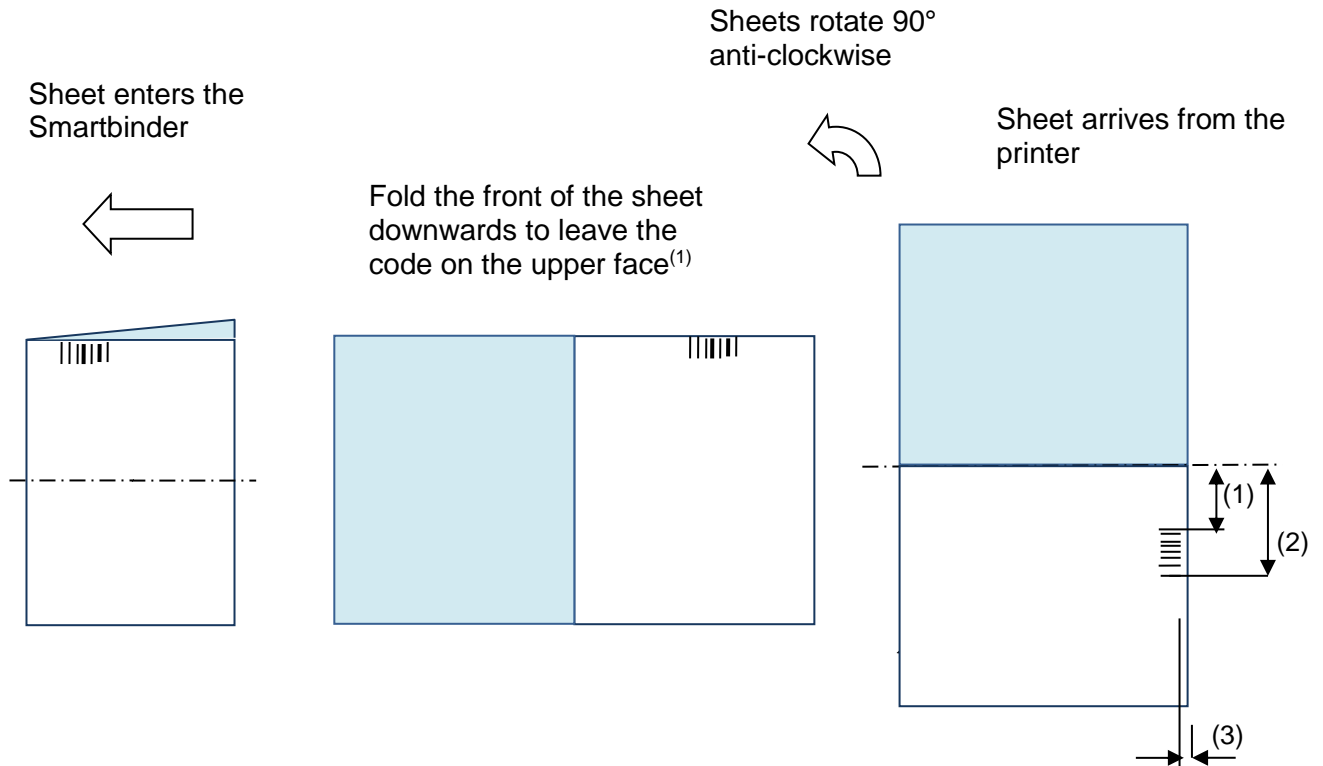 Sheets rotate 90°
anti-clockwise
Sheet enters the
Smartbinder
Sheet arrives from the
printer
Fold the front of the sheet
downwards to leave the
code on the upper face(1)
(1)
(2)
(3)